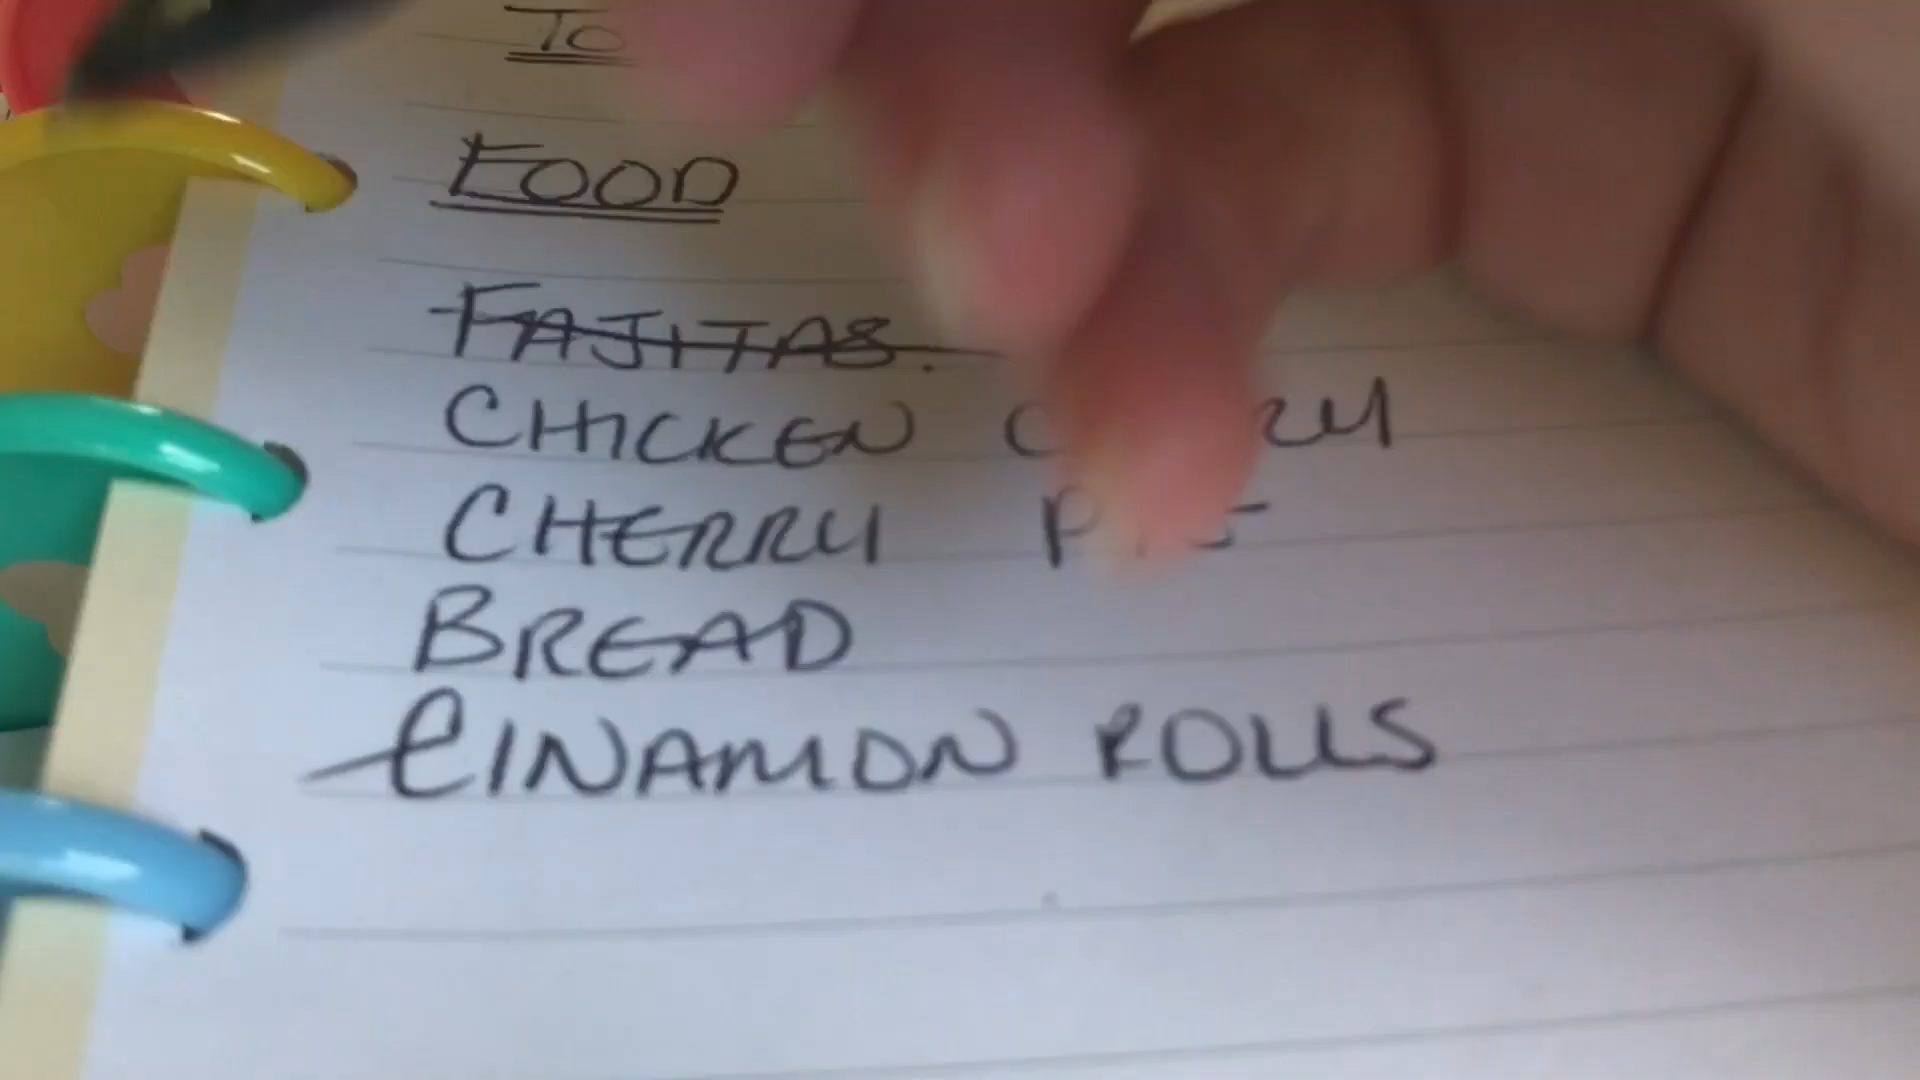 FOOD
FAJITAS.
CHICKEN
CHERRY
BREAD
CINAMON ROLLS